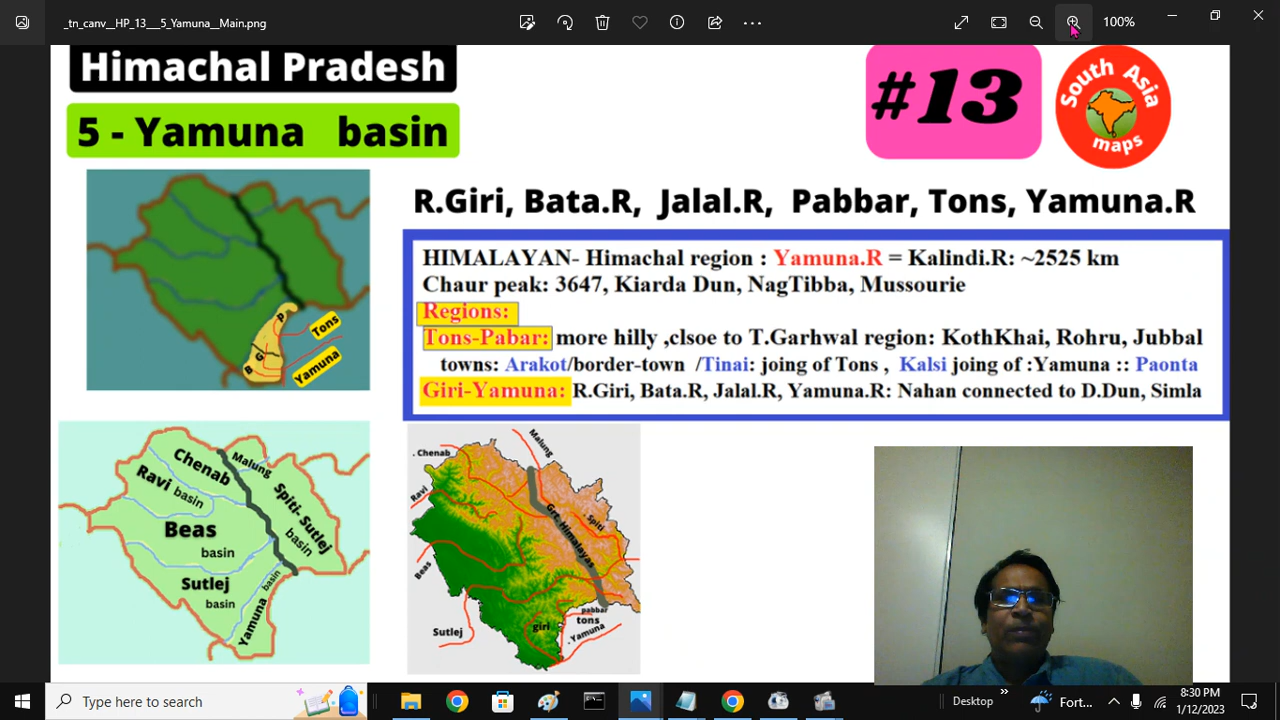 _tn_canv__HP_13___5_Yamuna__Main.png
100%
Himachal Pradesh
5 - Yamuna basin
#13
South Asia
maps
R.Giri, Bata.R, Jalal.R, Pabbar, Tons, Yamuna.R
HIMALAYAN- Himachal region : Yamuna.R = Kalindi.R: ~2525 km
Chaur peak: 3647, Kiarda Dun, NagTibba, Mussourie
Regions:
Tons-Pabar: more hilly ,clsoe to T.Garhwal region: KothKhai, Rohru, Jubbal
towns: Arakot/border-town /Tinai: joing of Tons , Kalsi joing of :Yamuna :: Paonta
Giri-Yamuna: R.Giri, Bata.R, Jalal.R, Yamuna.R: Nahan connected to D.Dun, Simla
P
Tons
G
B
Yamuna
Chenab
Malung
Ravi basin
Spiti- Sutlej
basin
Beas
basin
Sutlej
basin
Yamuna basin
Malung
. Chenab
Ravi
Grt- Himalayas
. Spiti
Beas
pabbar
tons
giri
. Yamuna
Sutlej
Type here to search
Desktop
Fort...
8:30 PM
1/12/2023